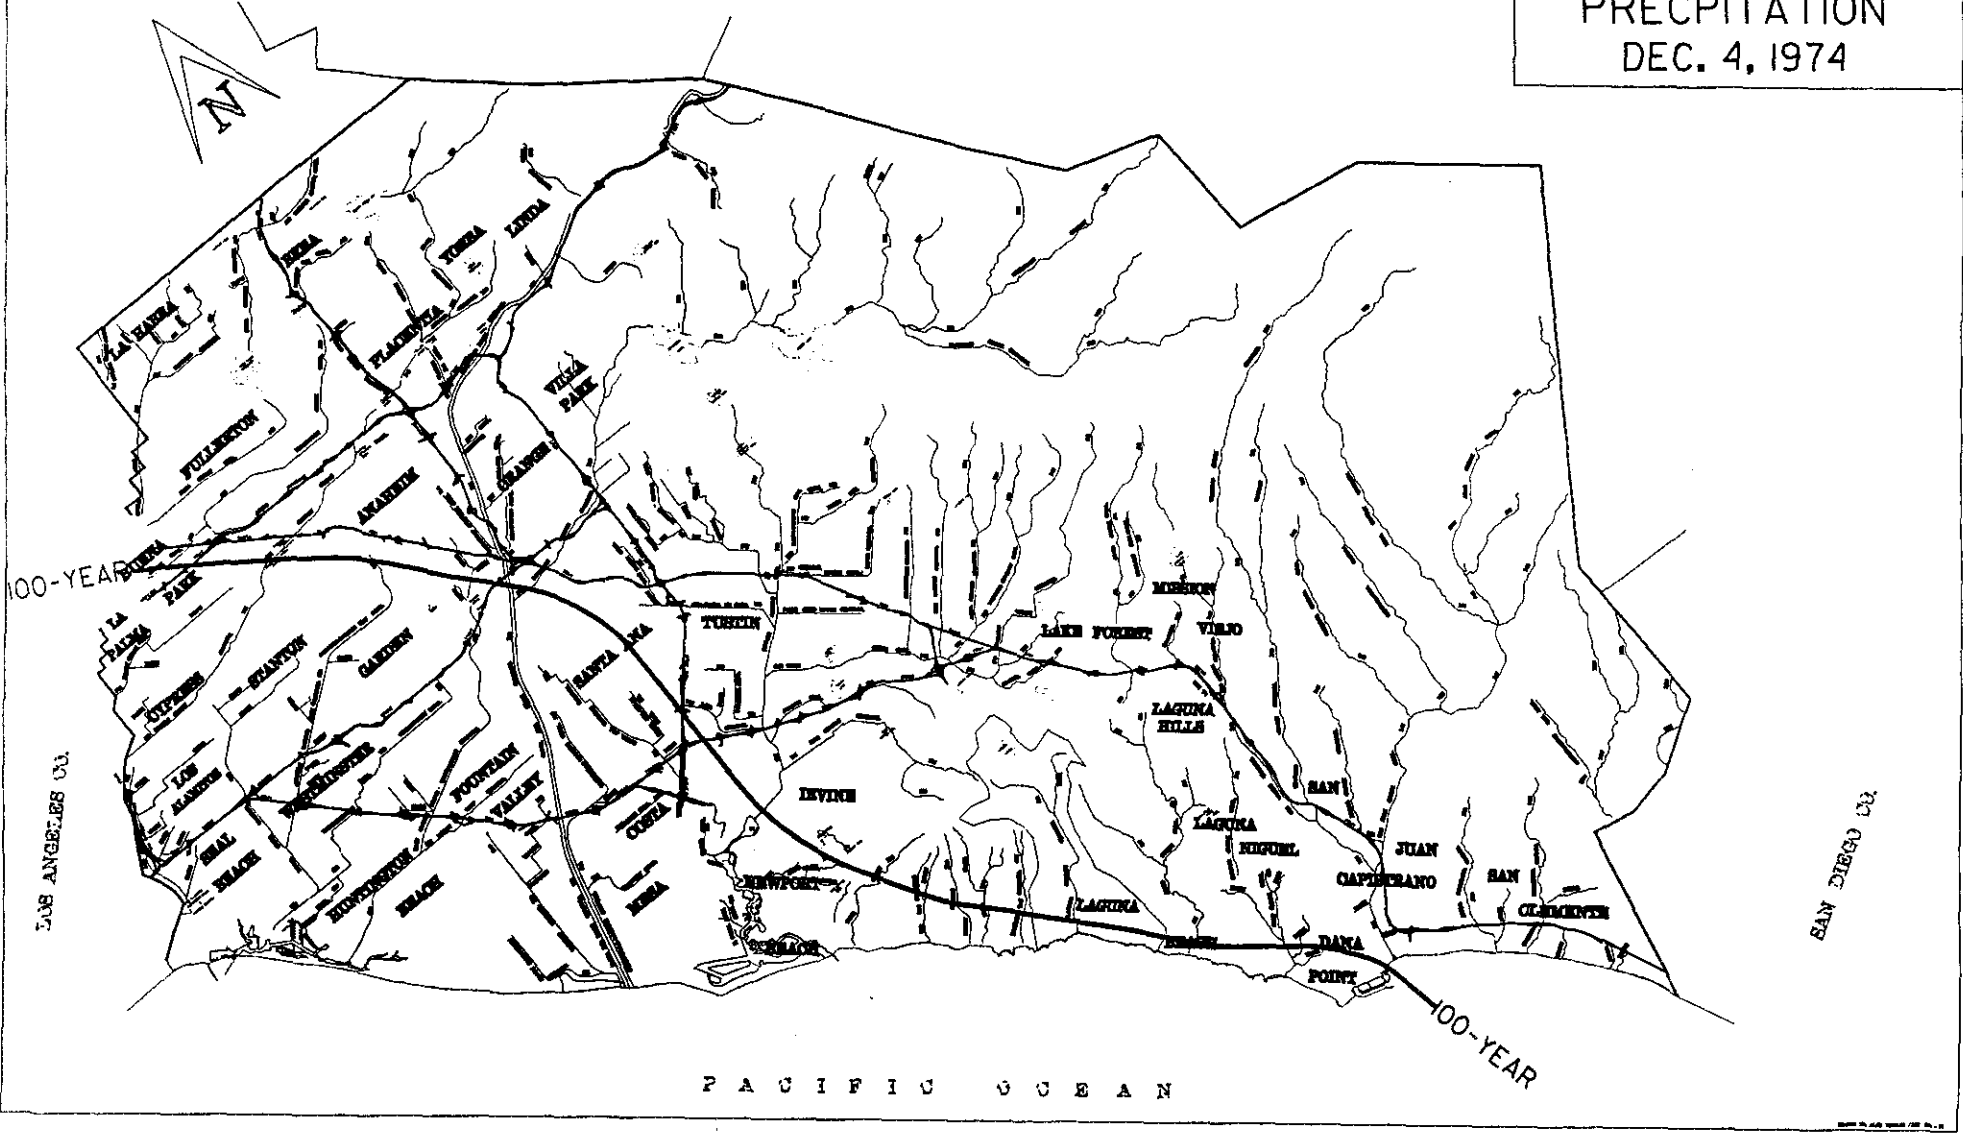 PRECPITATION
DEC. 4, 1974
N
BREA
YORBA
LINDA
LA HABRA
PLACENTIA
VILLA
PARK
FULLERTON
ORANGE
ANAHEIM
BUENA
PARK
100-YEAR
LA
PALMA
MISSION
VIEJO
TUSTIN
LAKE FOREST
STANTON
GARDEN
SANTA ANA
CYPRESS
LAGUNA
HILLS
LOS
ALAMITOS
WESTMINSTER
FOUNTAIN
VALLEY
IRVINE
SAN
JUAN
CAPISTRANO
COSTA
MESA
LAGUNA
NIGUEL
SEAL
BEACH
HUNTINGTON
BEACH
NEWPORT
BEACH
LAGUNA
BEACH
SAN
CLEMENTE
DANA
POINT
100-YEAR
LOS ANGELES CO.
SAN DIEGO CO.
PACIFIC OCEAN